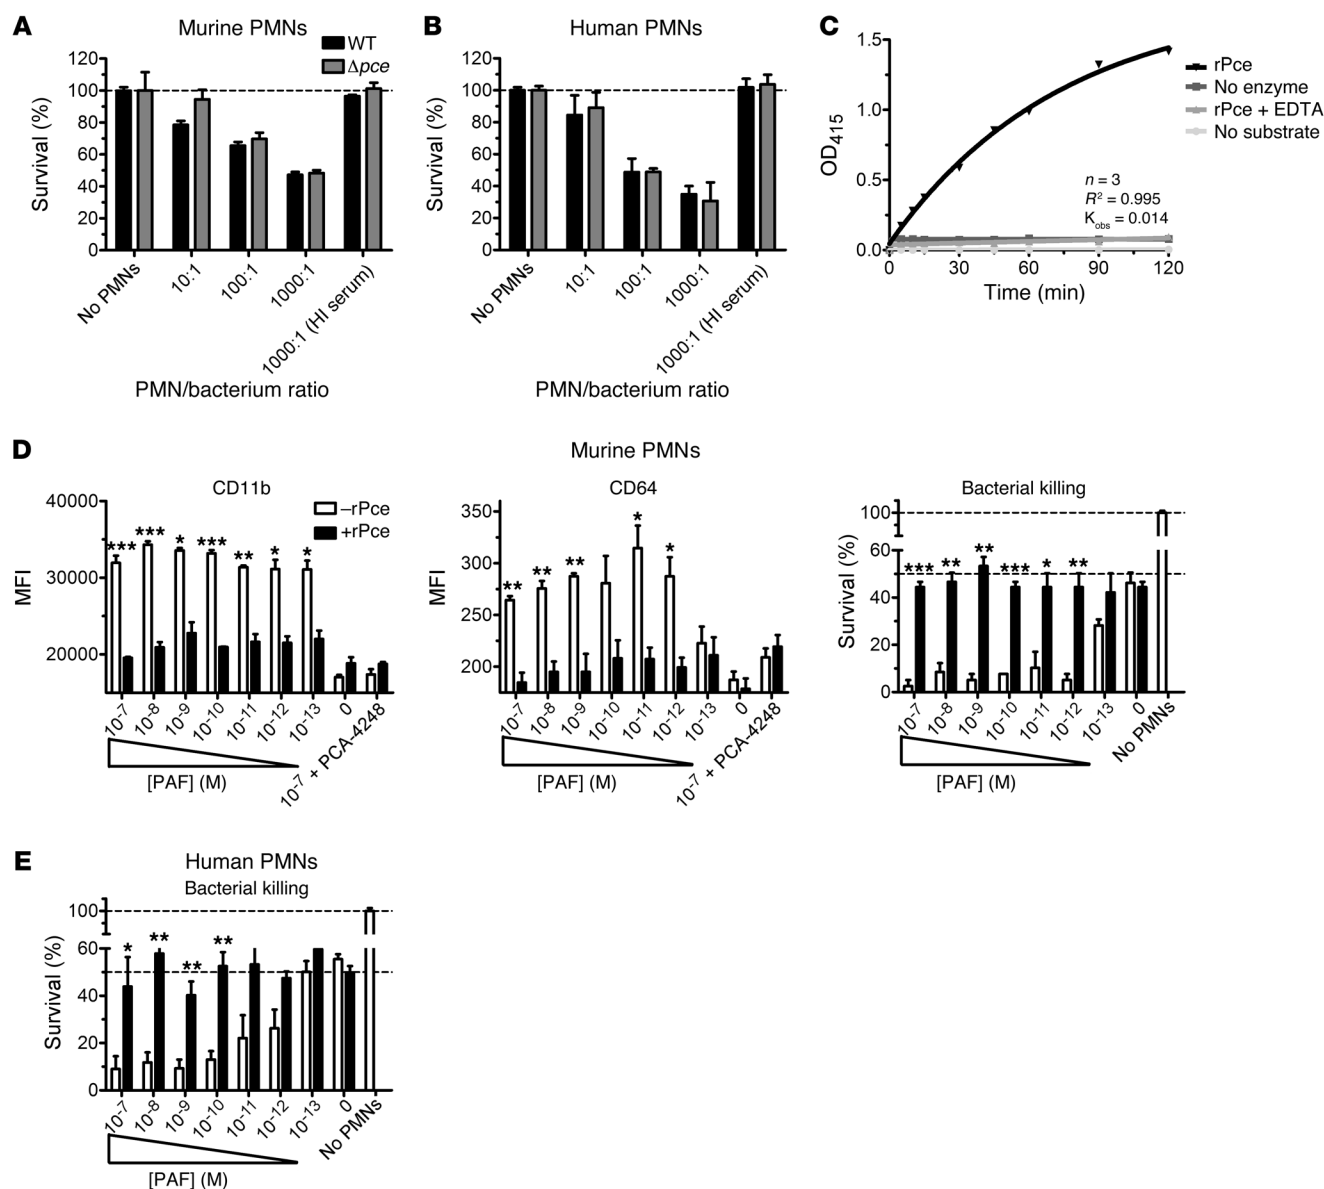 A
Murine PMNs
WT
Δpce
120
100
80
60
40
20
0
Survival (%)
No PMNs
10:1
100:1
1000:1
1000:1 (HI serum)
PMN/bacterium ratio
B
Human PMNs
120
100
80
60
40
20
0
Survival (%)
No PMNs
10:1
100:1
1000:1
1000:1 (HI serum)
PMN/bacterium ratio
C
1.5
1.0
0.5
0.0
OD415
0
30
60
90
120
Time (min)
n = 3
R² = 0.995
Kobs = 0.014
rPce
No enzyme
rPce + EDTA
No substrate
D
Murine PMNs
CD11b
–rPce
+rPce
40000
30000
20000
MFI
*** *** * *** ** * *
10⁻⁷
10⁻⁸
10⁻⁹
10⁻¹⁰
10⁻¹¹
10⁻¹²
10⁻¹³
0
10⁻⁷ + PCA-4248
[PAF] (M)
CD64
350
300
250
200
MFI
** ** ** * *
10⁻⁷
10⁻⁸
10⁻⁹
10⁻¹⁰
10⁻¹¹
10⁻¹²
10⁻¹³
0
10⁻⁷ + PCA-4248
[PAF] (M)
Bacterial killing
100
60
40
20
0
Survival (%)
*** ** ** *** * **
10⁻⁷
10⁻⁸
10⁻⁹
10⁻¹⁰
10⁻¹¹
10⁻¹²
10⁻¹³
0
No PMNs
[PAF] (M)
E
Human PMNs
Bacterial killing
100
60
40
20
0
Survival (%)
* ** ** **
10⁻⁷
10⁻⁸
10⁻⁹
10⁻¹⁰
10⁻¹¹
10⁻¹²
10⁻¹³
0
No PMNs
[PAF] (M)